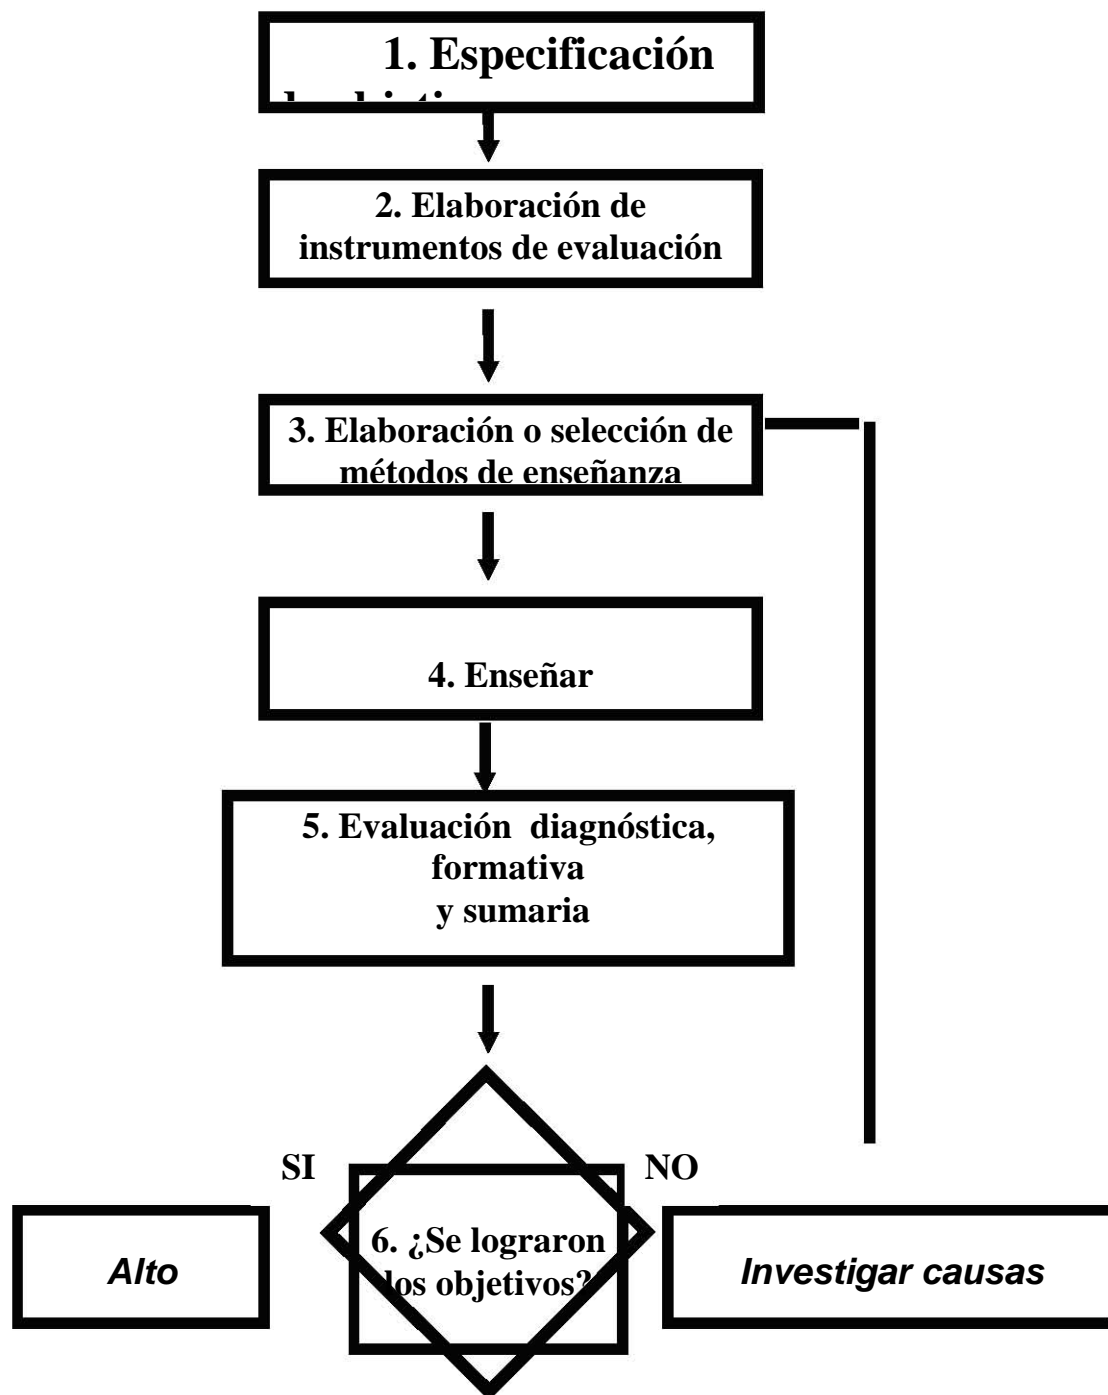 1. Especificación
2. Elaboración de
instrumentos de evaluación
3. Elaboración o selección de
métodos de enseñanza
4. Enseñar
5. Evaluación diagnóstica,
formativa
y sumaria
SI
NO
6. ¿Se lograron
los objetivos?
Alto
Investigar causas